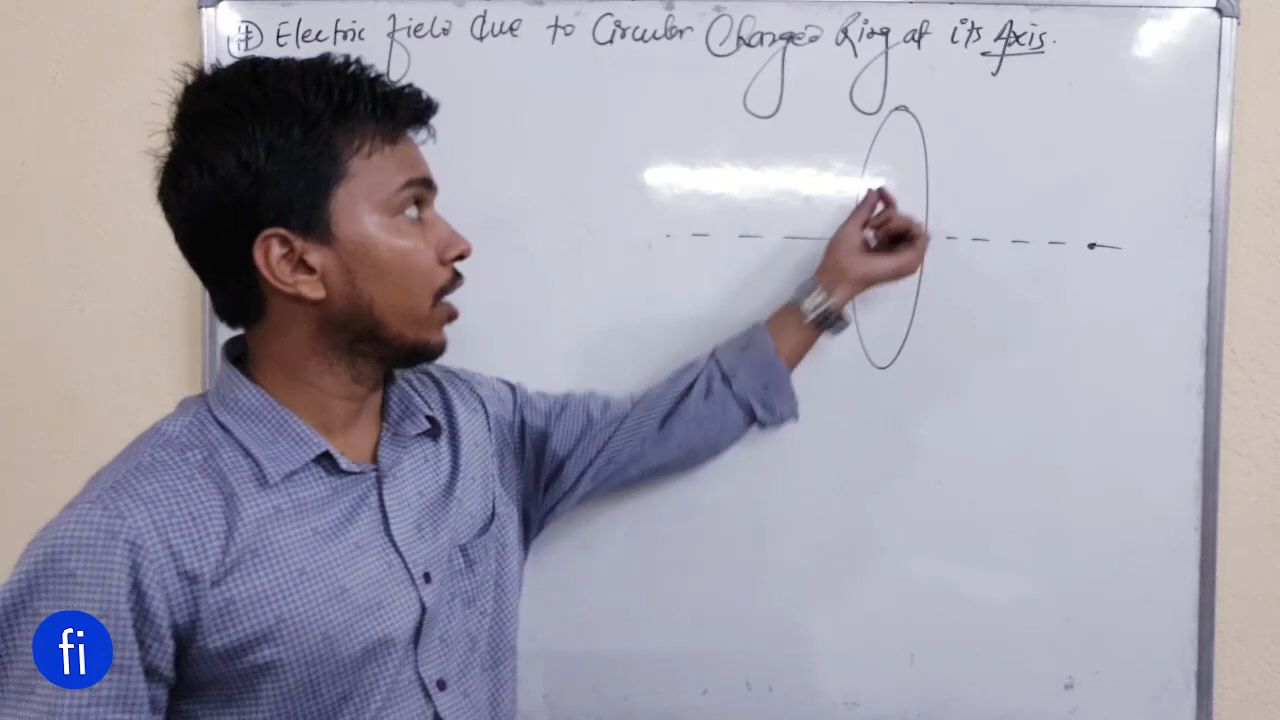 # Electric field due to Circular Charged Ring at its Axis.
fi